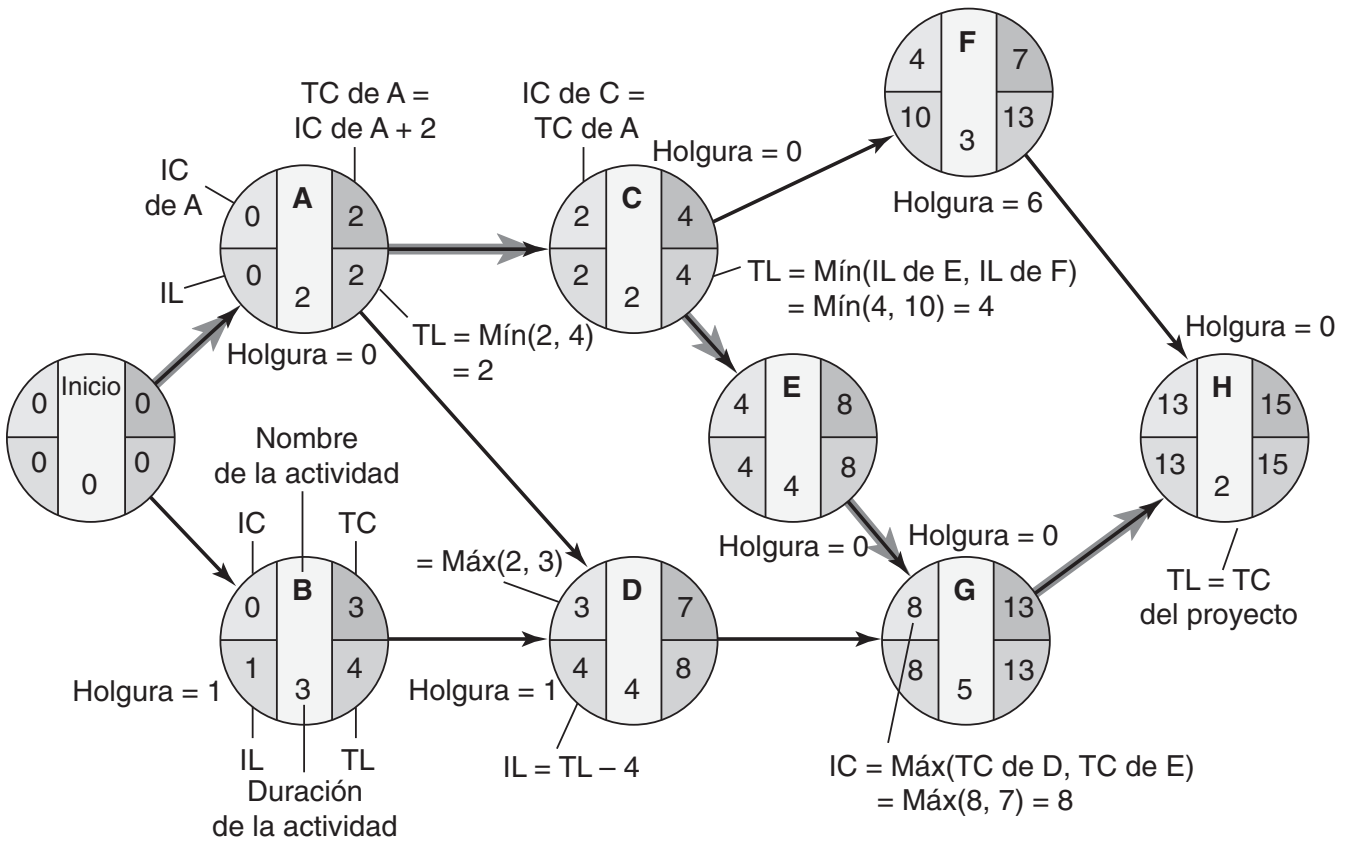 F
4
7
10
13
3
TC de A =
IC de A + 2
IC de C =
TC de A
Holgura = 0
Holgura = 6
IC
de A
A
0
2
0
2
2
IL
C
2
4
2
4
2
TL = Mín(IL de E, IL de F)
= Mín(4, 10) = 4
TL = Mín(2, 4)
= 2
Holgura = 0
Holgura = 0
Inicio
0
0
0
0
0
E
4
8
4
8
4
H
13
15
13
15
2
Nombre
de la actividad
IC
TC
Holgura = 0
Holgura = 0
= Máx(2, 3)
TL = TC
del proyecto
B
0
3
1
4
3
Holgura = 1
D
3
7
4
8
4
Holgura = 1
G
8
13
8
13
5
IL
TL
Duración
de la actividad
IL = TL – 4
IC = Máx(TC de D, TC de E)
= Máx(8, 7) = 8